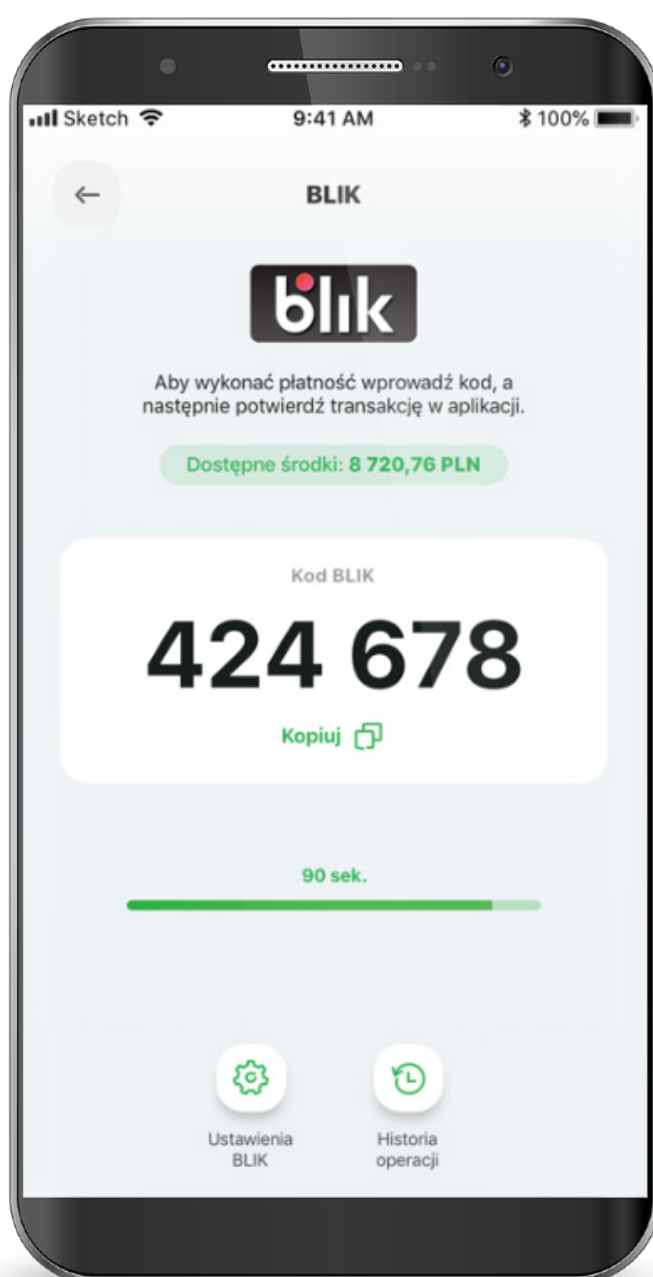 Sketch 9:41 AM 100%
BLIK
blik
Aby wykonać płatność wprowadź kod, a
następnie potwierdź transakcję w aplikacji.
Dostępne środki: 8 720,76 PLN
Kod BLIK
424 678
Kopiuj
90 sek.
Ustawienia
BLIK
Historia
operacji